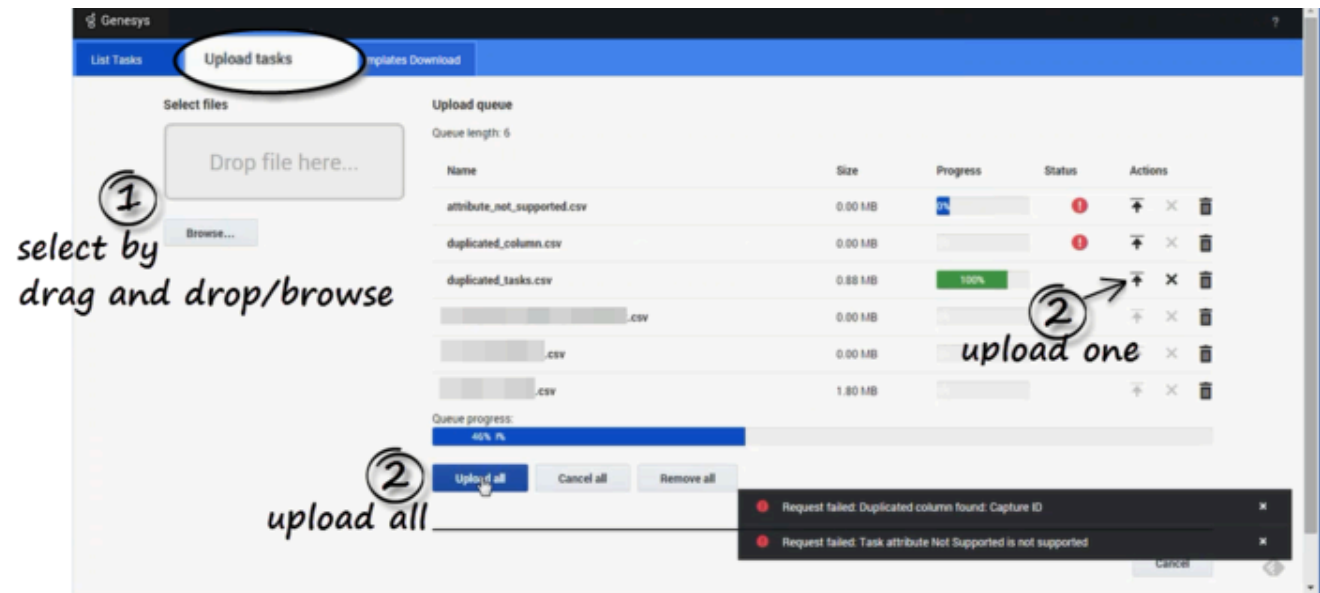 Genesys
?
List Tasks
Upload tasks
mplates Download
Select files
Upload queue
Queue length: 6
Drop file here...
Name Size Progress Status Actions
1
attribute_not_supported.csv 0.00 MB 0%
Browse...
select by
drag and drop/browse
duplicated_column.csv 0.00 MB
duplicated_tasks.csv 0.88 MB 100%
2
upload one
.csv 0.00 MB
.csv 0.00 MB
.csv 1.80 MB
Queue progress:
46%
2
upload all
Upload all Cancel all Remove all
Request failed: Duplicated column found: Capture ID
Request failed: Task attribute Not Supported is not supported
Cancel